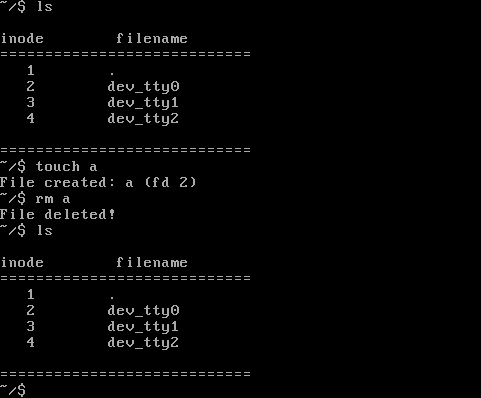 ~/$ ls
inode        filename
============================
   1        .
   2        dev_tty0
   3        dev_tty1
   4        dev_tty2
============================
~/$ touch a
File created: a (fd 2)
~/$ rm a
File deleted!
~/$ ls
inode        filename
============================
   1        .
   2        dev_tty0
   3        dev_tty1
   4        dev_tty2
============================
~/$